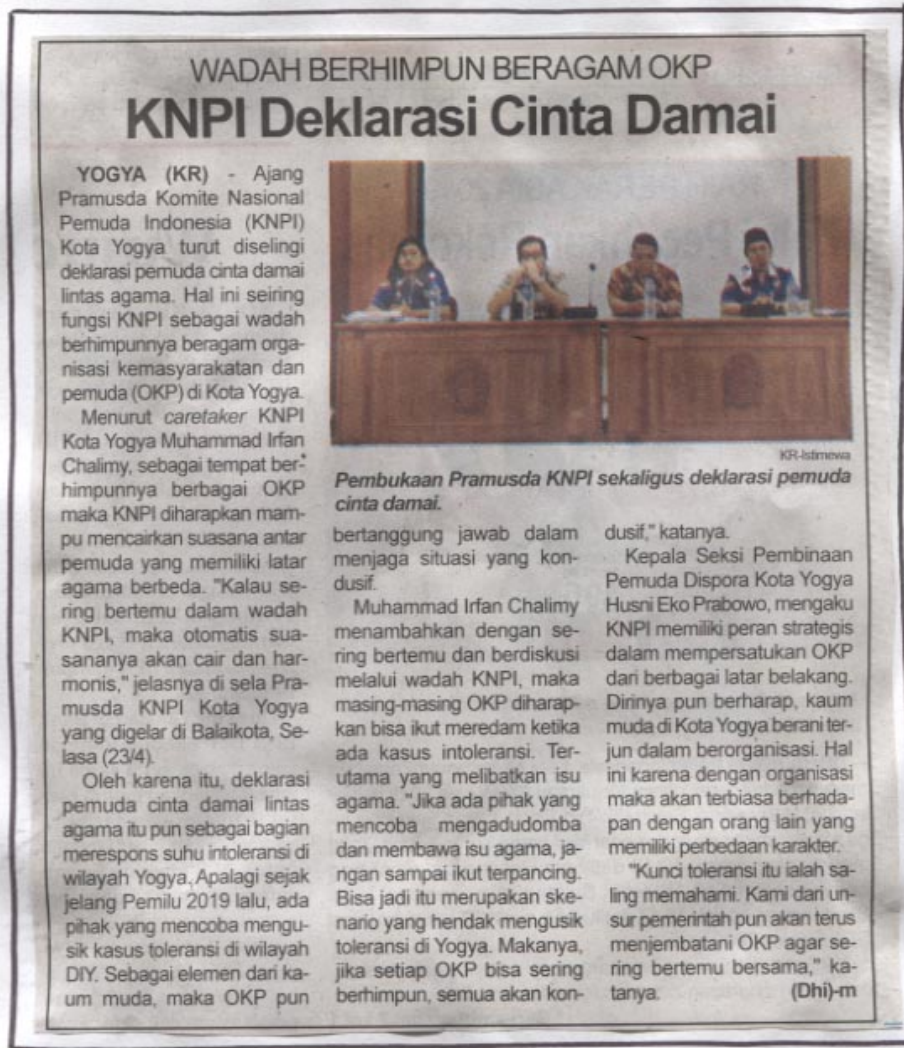 WADAH BERHIMPUN BERAGAM OKP
KNPI Deklarasi Cinta Damai
YOGYA (KR) - Ajang
Pramusda Komite Nasional
Pemuda Indonesia (KNPI)
Kota Yogya turut diselingi
deklarasi pemuda cinta damai
lintas agama. Hal ini seiring
fungsi KNPI sebagai wadah
berhimpunnya beragam orga-
nisasi kemasyarakatan dan
pemuda (OKP) di Kota Yogya.
Menurut caretaker KNPI
Kota Yogya Muhammad Irfan
Chalimy, sebagai tempat ber-
himpunnya berbagai OKP
maka KNPI diharapkan mam-
pu mencairkan suasana antar
pemuda yang memiliki latar
agama berbeda. "Kalau se-
ring bertemu dalam wadah
KNPI, maka otomatis sua-
sananya akan cair dan har-
monis," jelasnya di sela Pra-
musda KNPI Kota Yogya
yang digelar di Balaikota, Se-
lasa (23/4).
Oleh karena itu, deklarasi
pemuda cinta damai lintas
agama itu pun sebagai bagian
merespons suhu intoleransi di
wilayah Yogya. Apalagi sejak
jelang Pemilu 2019 lalu, ada
pihak yang mencoba mengu-
sik kasus toleransi di wilayah
DIY. Sebagai elemen dari ka-
um muda, maka OKP pun
KR-Istimewa
Pembukaan Pramusda KNPI sekaligus deklarasi pemuda
cinta damai.
bertanggung jawab dalam
menjaga situasi yang kon-
dusif.
Muhammad Irfan Chalimy
menambahkan dengan se-
ring bertemu dan berdiskusi
melalui wadah KNPI, maka
masing-masing OKP diharap-
kan bisa ikut meredam ketika
ada kasus intoleransi. Ter-
utama yang melibatkan isu
agama. "Jika ada pihak yang
mencoba mengadudomba
dan membawa isu agama, ja-
ngan sampai ikut terpancing.
Bisa jadi itu merupakan ske-
nario yang hendak mengusik
toleransi di Yogya. Makanya,
jika setiap OKP bisa sering
berhimpun, semua akan kon-
dusif," katanya.
Kepala Seksi Pembinaan
Pemuda Dispora Kota Yogya
Husni Eko Prabowo, mengaku
KNPI memiliki peran strategis
dalam mempersatukan OKP
dari berbagai latar belakang.
Dirinya pun berharap, kaum
muda di Kota Yogya berani ter-
jun dalam berorganisasi. Hal
ini karena dengan organisasi
maka akan terbiasa berhada-
pan dengan orang lain yang
memiliki perbedaan karakter.
"Kunci toleransi itu ialah sa-
ling memahami. Kami dari un-
sur pemerintah pun akan terus
menjembatani OKP agar se-
ring bertemu bersama," ka-
tanya. (Dhi)-m